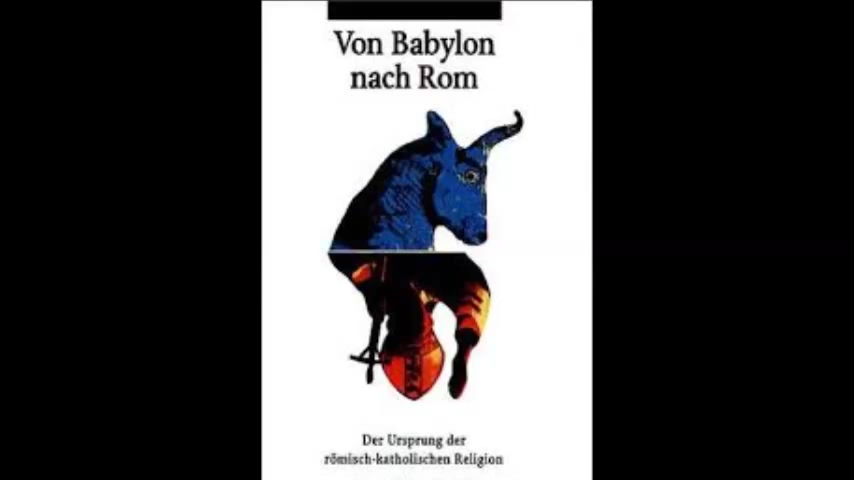 Von Babylon
nach Rom
Der Ursprung der
römisch-katholischen Religion